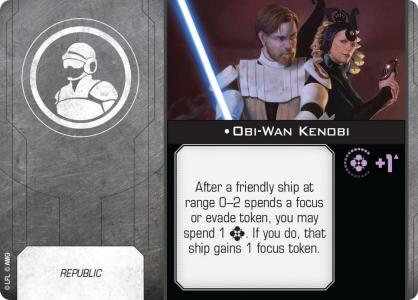 • Obi-Wan Kenobi
+1
After a friendly ship at
range 0–2 spends a focus
or evade token, you may
spend 1 . If you do, that
ship gains 1 focus token.
REPUBLIC
© LFL © AMG